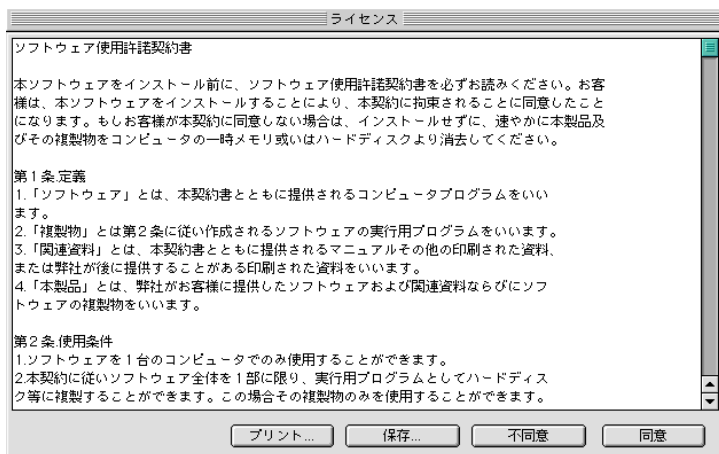 ライセンス
ソフトウェア使用許諾契約書
本ソフトウェアをインストール前に、ソフトウェア使用許諾契約書を必ずお読みください。お客
様は、本ソフトウェアをインストールすることにより、本契約に拘束されることに同意したこと
になります。もしお客様が本契約に同意しない場合は、インストールせずに、速やかに本製品及
びその複製物をコンピュータの一時メモリ或いはハードディスクより消去してください。
第1条.定義
1.「ソフトウェア」とは、本契約書とともに提供されるコンピュータプログラムをいい
ます。
2.「複製物」とは第2条に従い作成されるソフトウェアの実行用プログラムをいいます。
3.「関連資料」とは、本契約書とともに提供されるマニュアルその他の印刷された資料、
または弊社が後に提供することがある印刷された資料をいいます。
4.「本製品」とは、弊社がお客様に提供したソフトウェアおよび関連資料ならびにソフ
トウェアの複製物をいいます。
第2条.使用条件
1.ソフトウェアを1台のコンピュータでのみ使用することができます。
2.本契約に従いソフトウェア全体を1部に限り、実行用プログラムとしてハードディス
ク等に複製することができます。この場合その複製物のみを使用することができます。
プリント... 保存... 不同意 同意